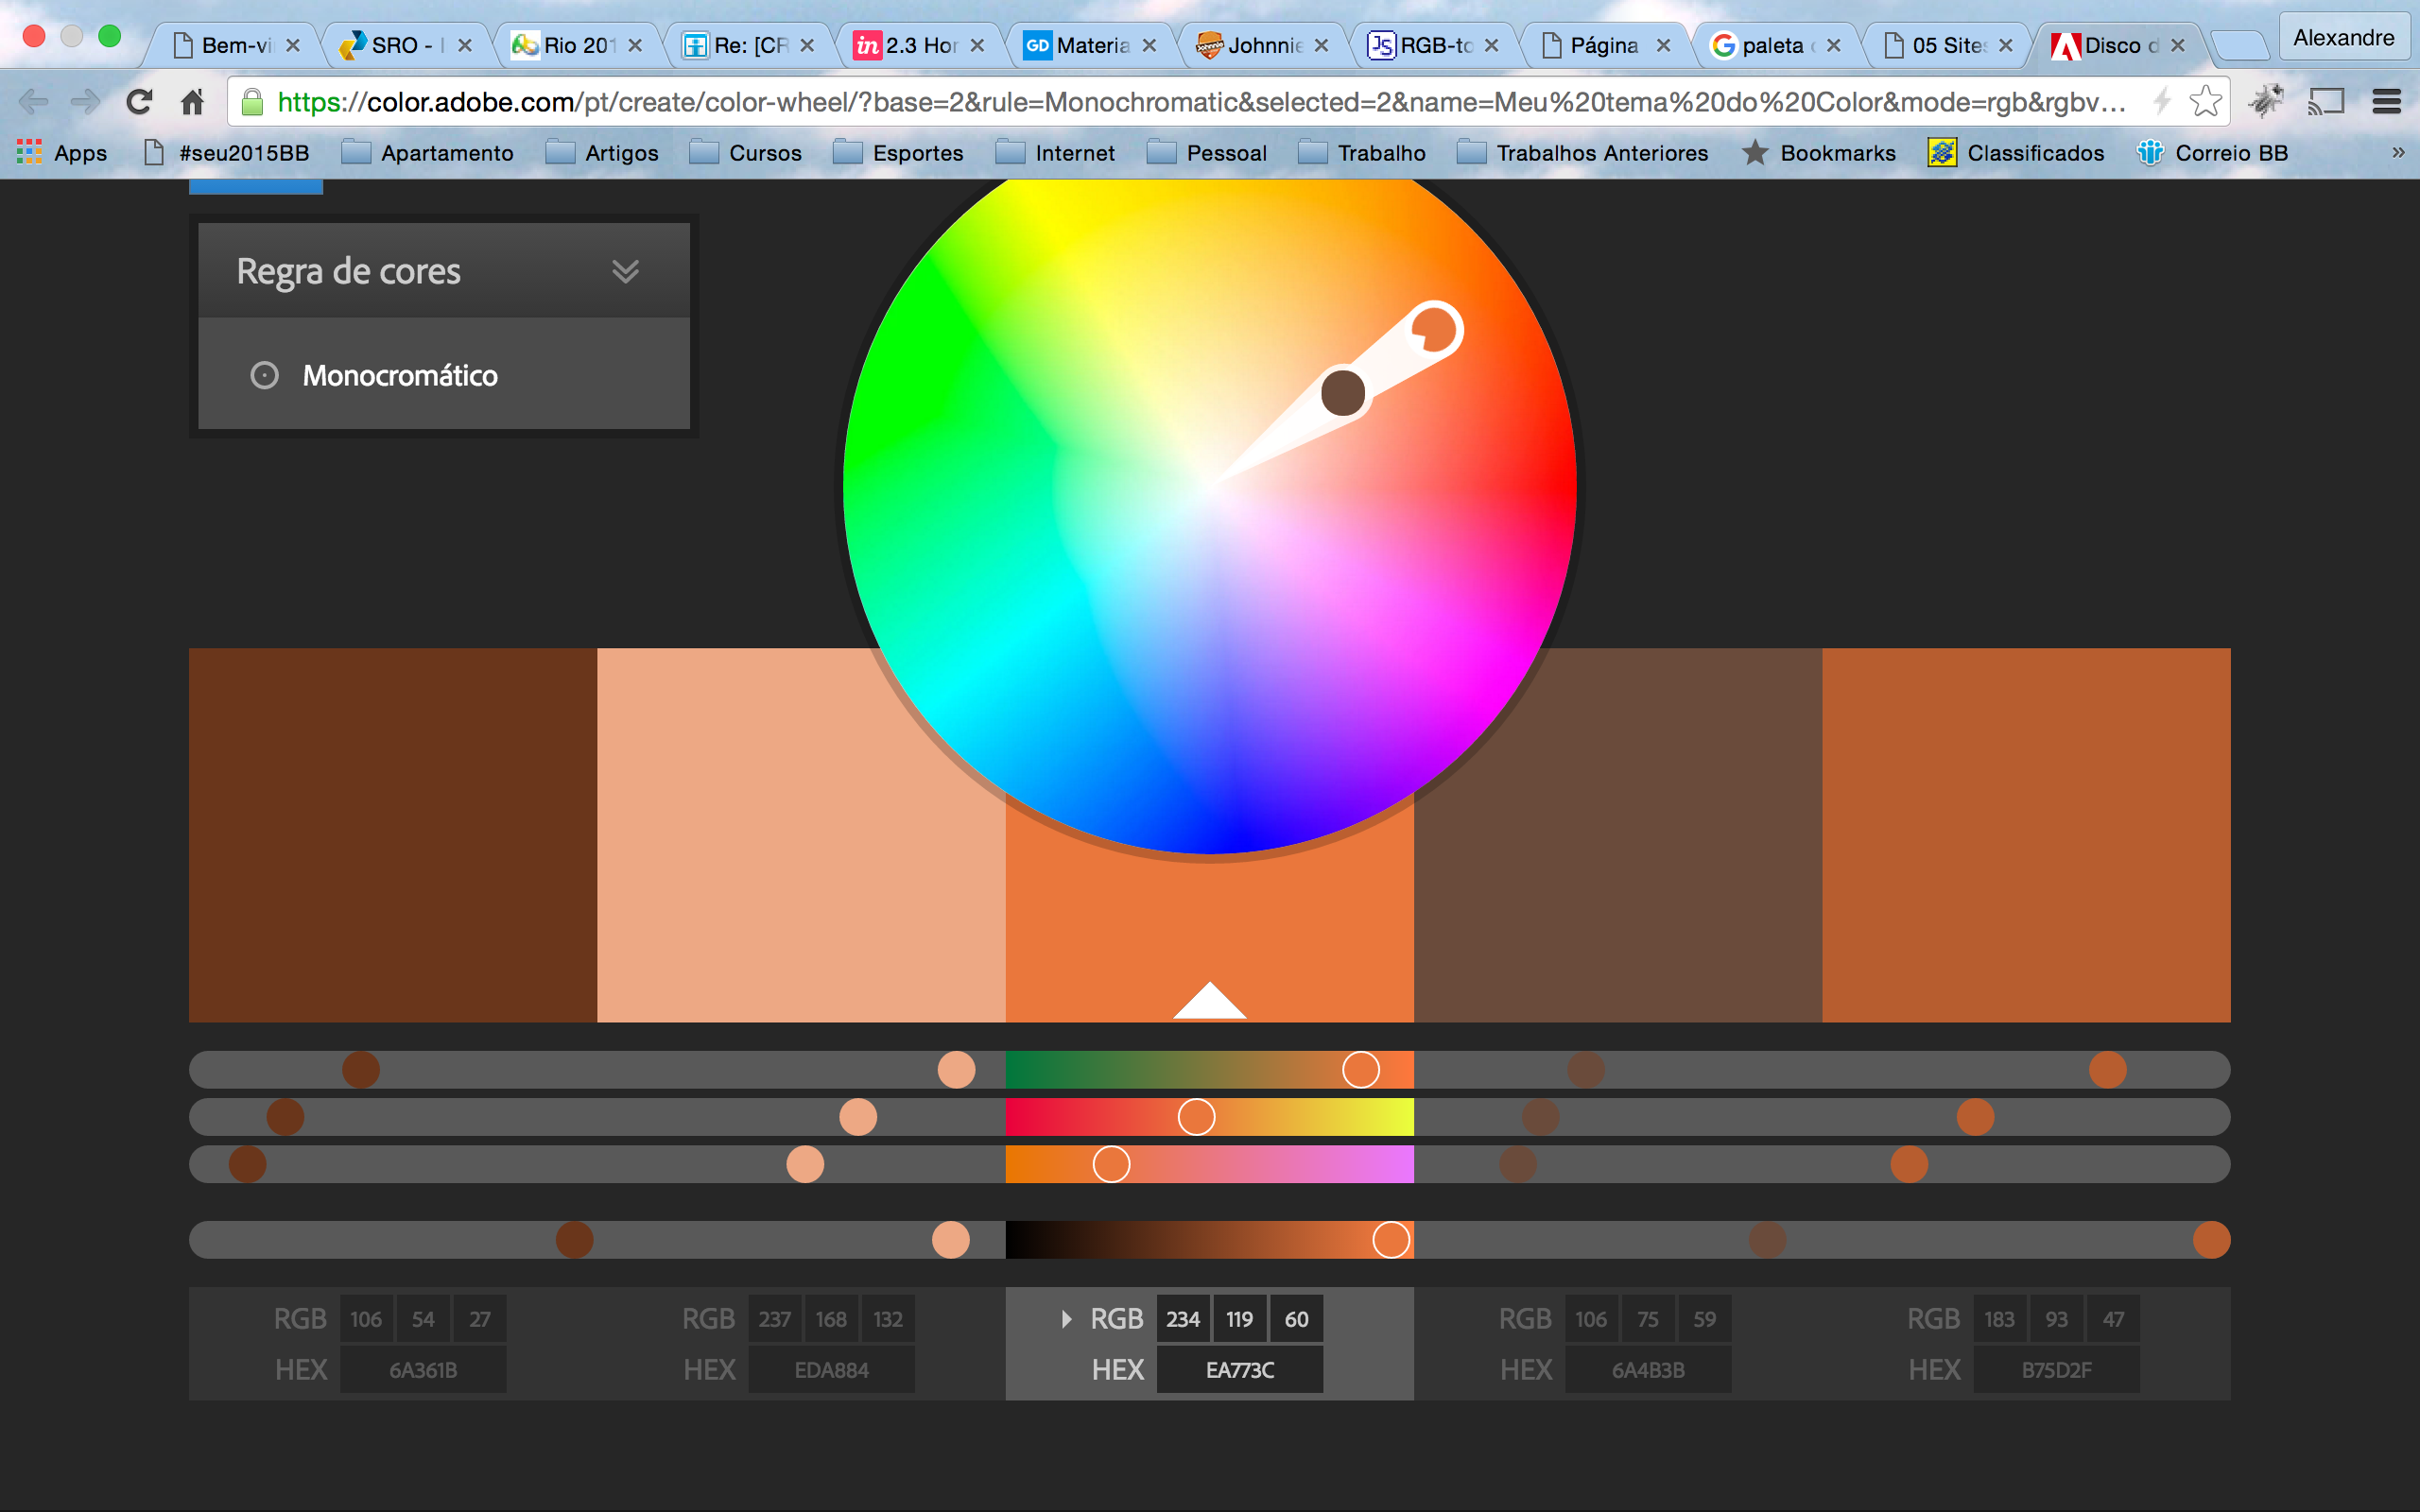 Bem-vi
SRO - I
Rio 201
Re: [CR
in 2.3 Hor
GD Materia
Johnnie
JS RGB-to
Página
G paleta
05 Site
Disco d
Alexandre
https://color.adobe.com/pt/create/color-wheel/?base=2&rule=Monochromatic&selected=2&name=Meu%20tema%20do%20Color&mode=rgb&rgbv...
Apps #seu2015BB Apartamento Artigos Cursos Esportes Internet Pessoal Trabalho Trabalhos Anteriores Bookmarks Classificados Correio BB »
Regra de cores
Monocromático
RGB 106 54 27
HEX 6A361B
RGB 237 168 132
HEX EDA884
RGB 234 119 60
HEX EA773C
RGB 106 75 59
HEX 6A4B3B
RGB 183 93 47
HEX B75D2F